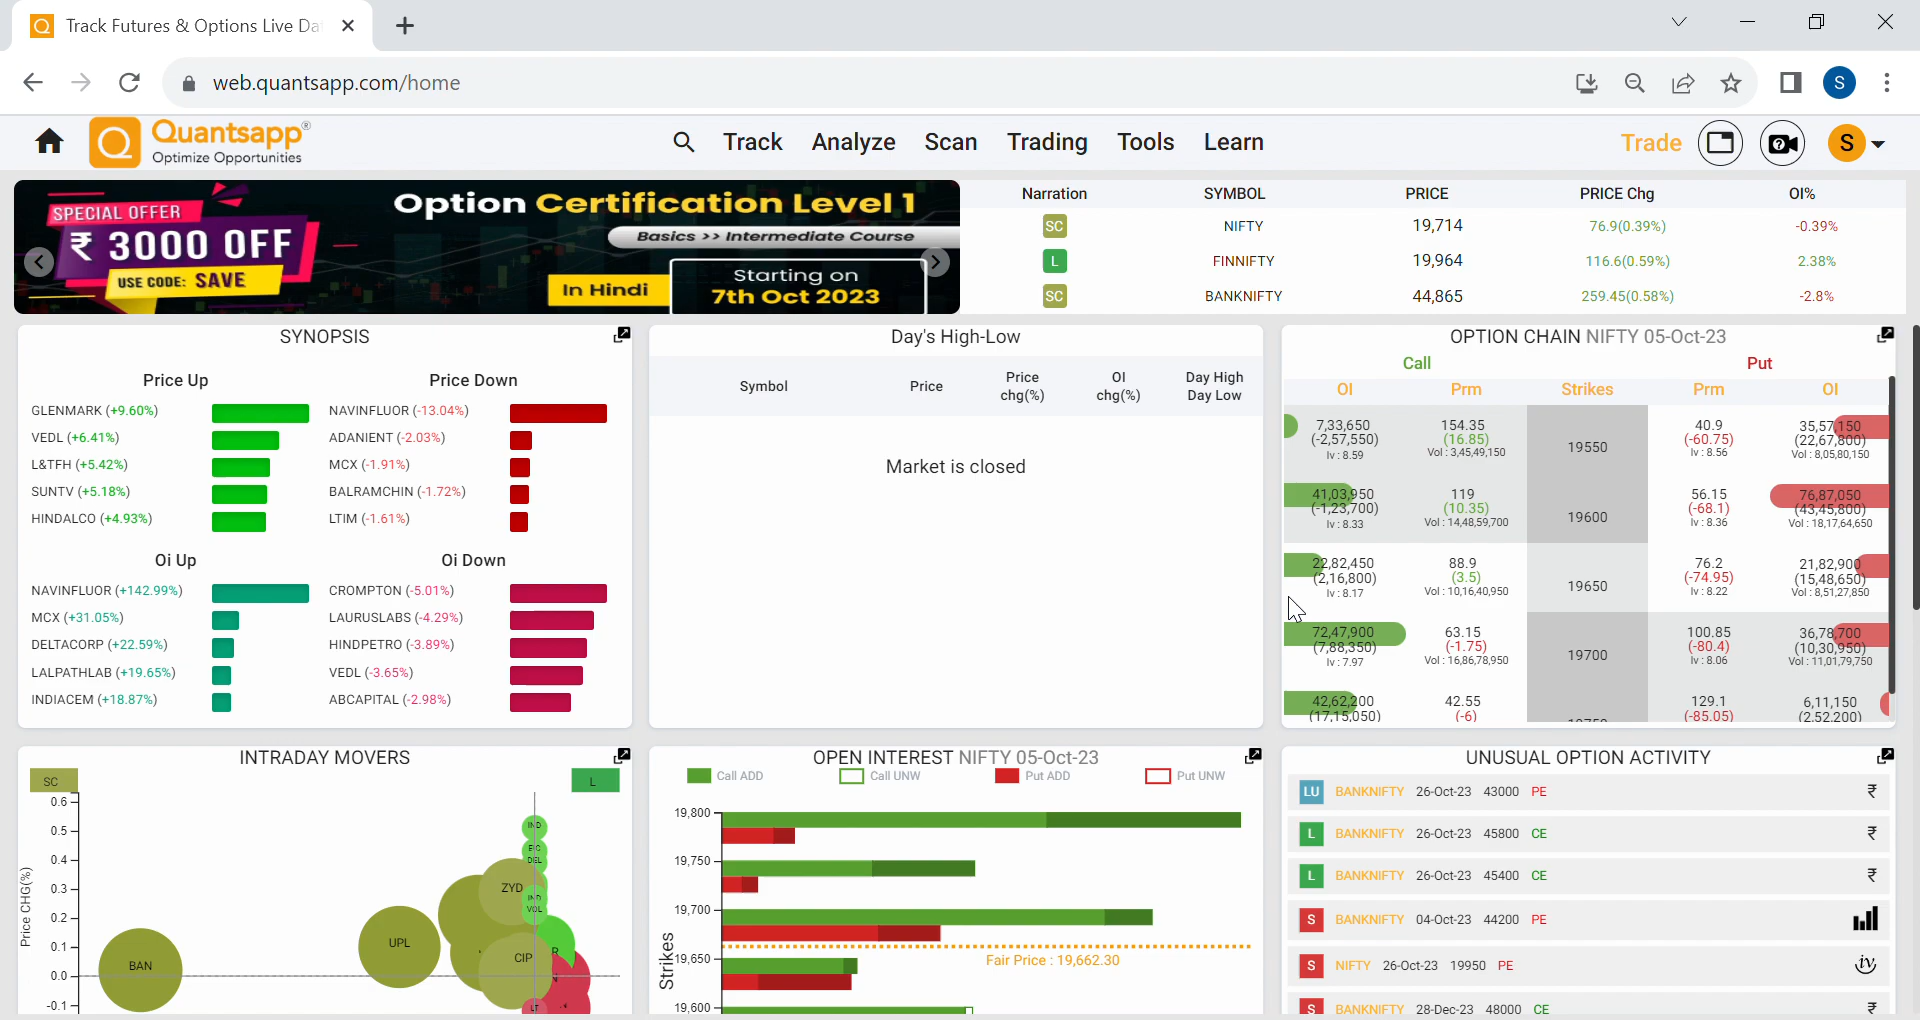 Track Futures & Options Live Da
web.quantsapp.com/home
S
Quantsapp®
Optimize Opportunities
Track Analyze Scan Trading Tools Learn
Trade
S
SPECIAL OFFER
₹ 3000 OFF
USE CODE: SAVE
Option Certification Level 1
Basics >> Intermediate Course
In Hindi
Starting on
7th Oct 2023
Narration SYMBOL PRICE PRICE Chg OI%
SC NIFTY 19,714 76.9(0.39%) -0.39%
L FINNIFTY 19,964 116.6(0.59%) 2.38%
SC BANKNIFTY 44,865 259.45(0.58%) -2.8%
SYNOPSIS
Price Up Price Down
GLENMARK (+9.60%) NAVINFLUOR (-13.04%)
VEDL (+6.41%) ADANIENT (-2.03%)
L&TFH (+5.42%) MCX (-1.91%)
SUNTV (+5.18%) BALRAMCHIN (-1.72%)
HINDALCO (+4.93%) LTIM (-1.61%)
Oi Up Oi Down
NAVINFLUOR (+142.99%) CROMPTON (-5.01%)
MCX (+31.05%) LAURUSLABS (-4.29%)
DELTACORP (+22.59%) HINDPETRO (-3.89%)
LALPATHLAB (+19.65%) VEDL (-3.65%)
INDIACEM (+18.87%) ABCAPITAL (-2.98%)
Day's High-Low
Symbol Price Price chg(%) OI chg(%) Day High Day Low
Market is closed
OPTION CHAIN NIFTY 05-Oct-23
Call Put
OI Prm Strikes Prm OI
7,33,650 154.35 40.9 35,57,150
(-2,57,550) (16.85) 19550 (-60.75) (22,67,800)
Iv : 8.59 Vol : 3,45,49,150 Iv : 8.56 Vol : 8,05,80,150
41,03,950 119 56.15 76,87,050
(-1,23,700) (10.35) 19600 (-68.1) (43,45,800)
Iv : 8.33 Vol : 14,48,59,700 Iv : 8.36 Vol : 18,17,64,650
22,82,450 88.9 76.2 21,82,900
(2,16,800) (3.5) 19650 (-74.95) (15,48,650)
Iv : 8.17 Vol : 10,16,40,950 Iv : 8.22 Vol : 8,51,27,850
72,47,900 63.15 100.85 36,78,700
(7,88,350) (-1.75) 19700 (-80.4) (10,30,950)
Iv : 7.97 Vol : 16,86,78,950 Iv : 8.06 Vol : 11,01,79,750
42,62,200 42.55 129.1 6,11,150
(17,15,050) (-6) (-85.05) (2,52,200)
INTRADAY MOVERS
SC L
0.6
0.5
0.4
0.3
0.2
0.1
0.0
-0.1
Price CHG(%)
IND
DEL
ZYD
IND
VOL
UPL
CIP
R
BAN
LT
OPEN INTEREST NIFTY 05-Oct-23
Call ADD Call UNW Put ADD Put UNW
19,800
19,750
19,700
19,650
19,600
Strikes
Fair Price : 19,662.30
UNUSUAL OPTION ACTIVITY
LU BANKNIFTY 26-Oct-23 43000 PE ₹
L BANKNIFTY 26-Oct-23 45800 CE ₹
L BANKNIFTY 26-Oct-23 45400 CE ₹
S BANKNIFTY 04-Oct-23 44200 PE
S NIFTY 26-Oct-23 19950 PE iv
S BANKNIFTY 28-Dec-23 48000 CE ₹